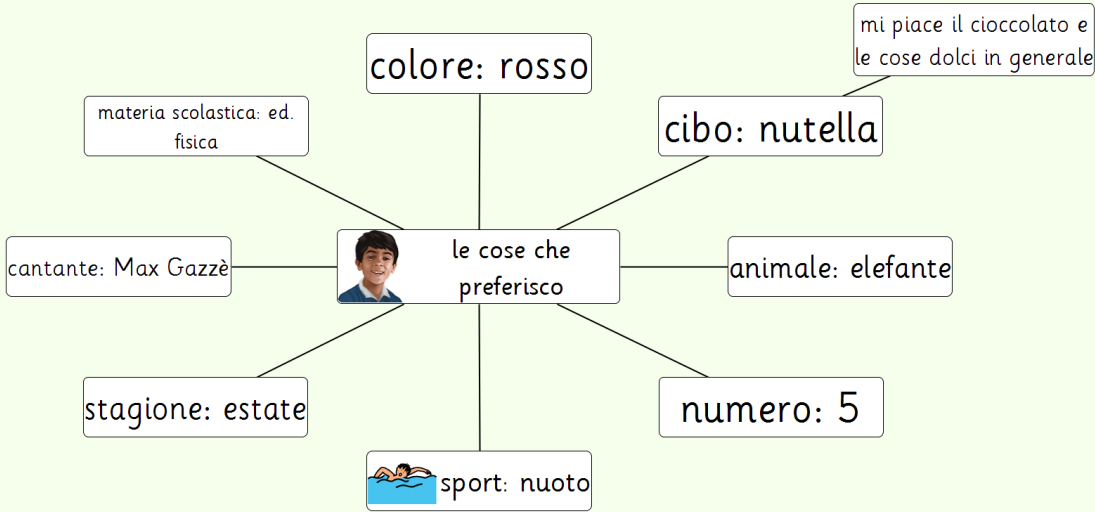 mi piace il cioccolato e
le cose dolci in generale
colore: rosso
cibo: nutella
materia scolastica: ed.
fisica
le cose che
preferisco
cantante: Max Gazzè
animale: elefante
stagione: estate
numero: 5
sport: nuoto